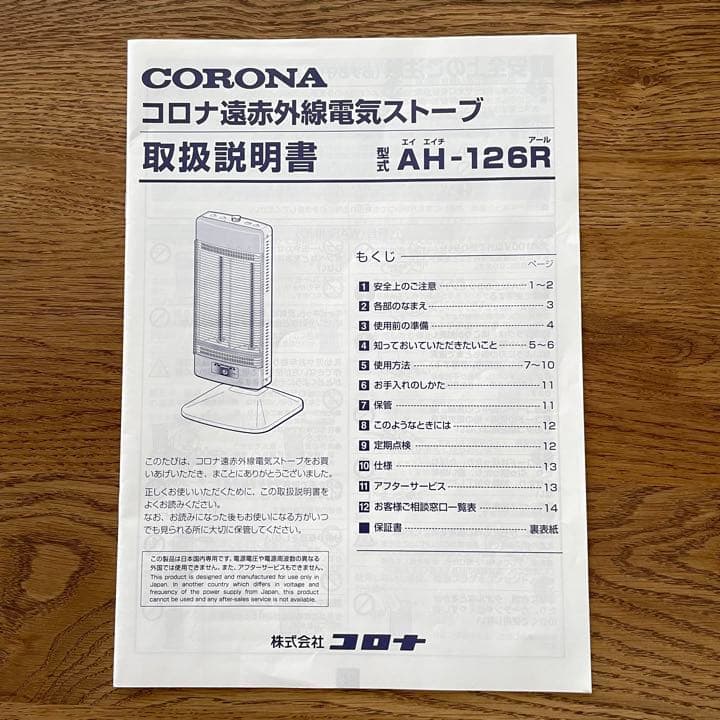 CORONA
コロナ遠赤外線電気ストーブ
取扱説明書 型式 AH-126R
エイ エイチ アール
もくじ
ページ
1 安全上のご注意 1〜2
2 各部のなまえ 3
3 使用前の準備 4
4 知っておいていただきたいこと 5〜6
5 使用方法 7〜10
6 お手入れのしかた 11
7 保管 11
8 このようなときには 12
9 定期点検 12
10 仕様 13
11 アフターサービス 13
12 お客様ご相談窓口一覧表 14
■ 保証書 裏表紙
このたびは、コロナ遠赤外線電気ストーブをお買
いあげいただき、まことにありがとうございました。
正しくお使いいただくために、この取扱説明書を
よくお読みください。
なお、お読みになった後もお使いになる方がいつ
でも見られる所に大切に保管してください。
この製品は日本国内専用です。電源電圧や電源周波数の異なる
外国では使用できません。また、アフターサービスもできません。
This product is designed and manufactured for use only in
Japan. In another country which differs in voltage and
frequency of the power supply from Japan, this product
cannot be used and any after-sales service is not available.
株式会社 コロナ